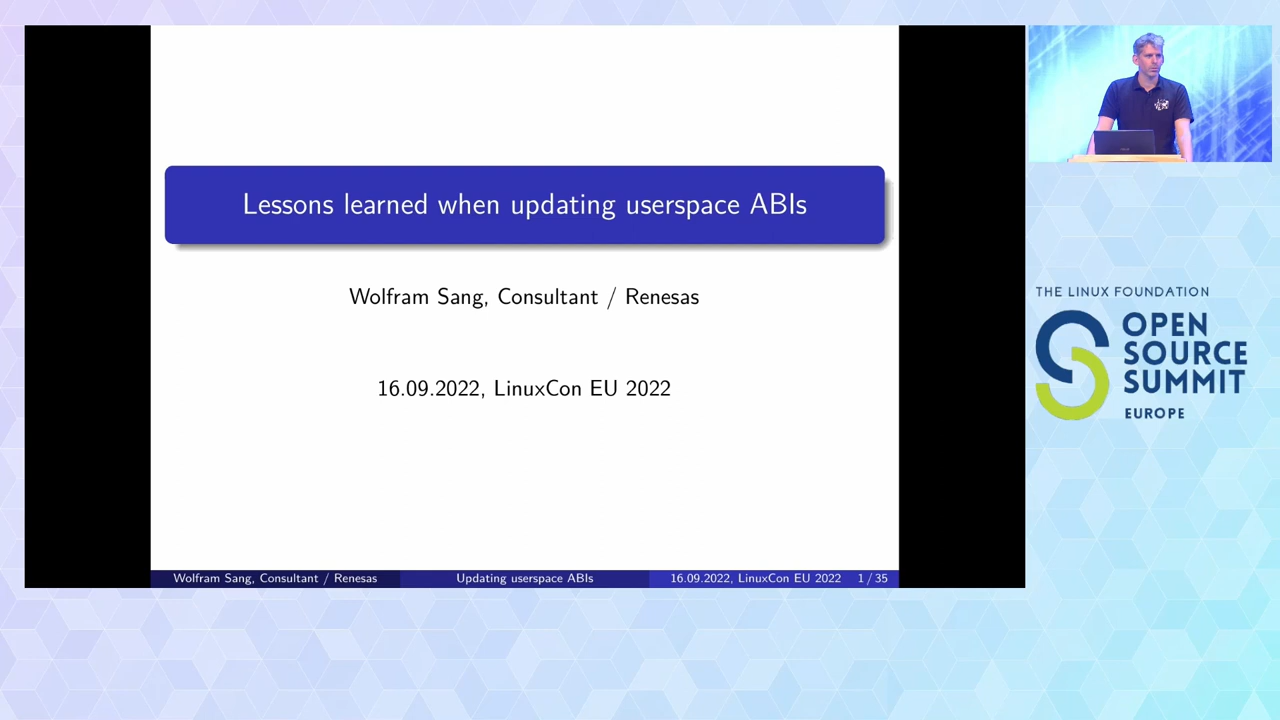 Lessons learned when updating userspace ABIs
Wolfram Sang, Consultant / Renesas
16.09.2022, LinuxCon EU 2022
Wolfram Sang, Consultant / Renesas
Updating userspace ABIs
16.09.2022, LinuxCon EU 2022
1 / 35
THE LINUX FOUNDATION
OPEN
SOURCE
SUMMIT
EUROPE